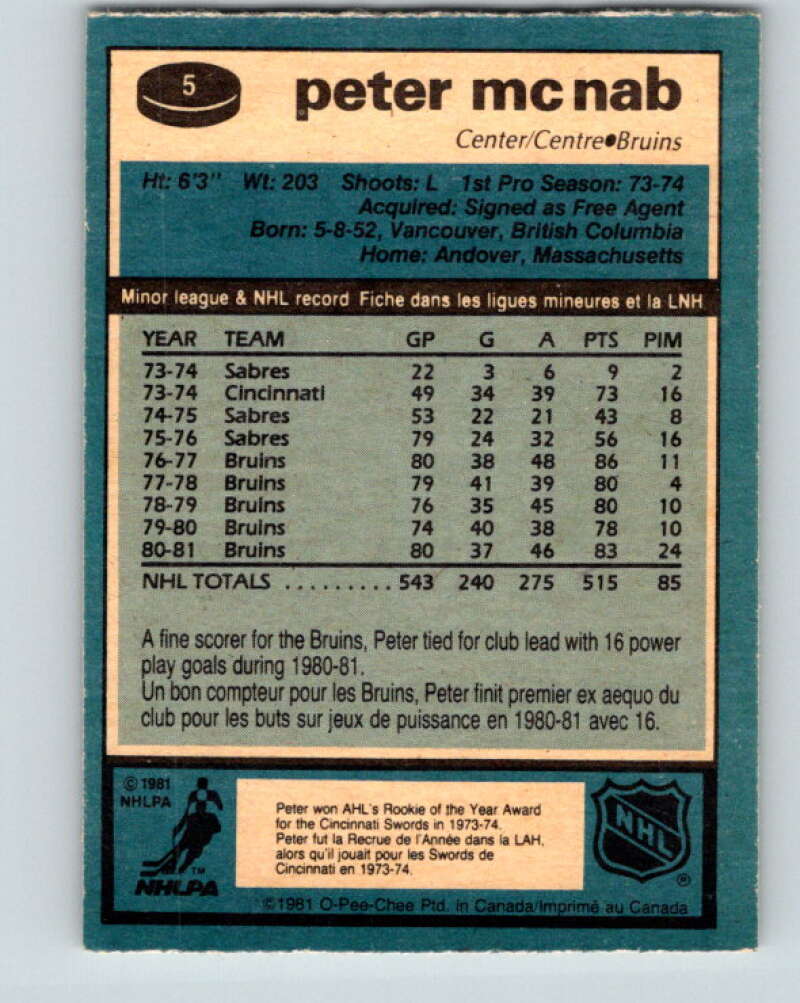 5
peter mc nab
Center/Centre•Bruins
Ht: 6'3" Wt: 203 Shoots: L 1st Pro Season: 73-74
Acquired: Signed as Free Agent
Born: 5-8-52, Vancouver, British Columbia
Home: Andover, Massachusetts
Minor league & NHL record Fiche dans les ligues mineures et la LNH
YEAR TEAM GP G A PTS PIM
73-74 Sabres 22 3 6 9 2
73-74 Cincinnati 49 34 39 73 16
74-75 Sabres 53 22 21 43 8
75-76 Sabres 79 24 32 56 16
76-77 Bruins 80 38 48 86 11
77-78 Bruins 79 41 39 80 4
78-79 Bruins 76 35 45 80 10
79-80 Bruins 74 40 38 78 10
80-81 Bruins 80 37 46 83 24
NHL TOTALS .......... 543 240 275 515 85
A fine scorer for the Bruins, Peter tied for club lead with 16 power
play goals during 1980-81.
Un bon compteur pour les Bruins, Peter finit premier ex aequo du
club pour les buts sur jeux de puissance en 1980-81 avec 16.
© 1981
NHLPA
TM
NHLPA
Peter won AHL's Rookie of the Year Award
for the Cincinnati Swords in 1973-74.
Peter fut la Recrue de l'Année dans la LAH,
alors qu'il jouait pour les Swords de
Cincinnati en 1973-74.
NHL
®
©1981 O-Pee-Chee Ptd. in Canada/Imprimé au Canada